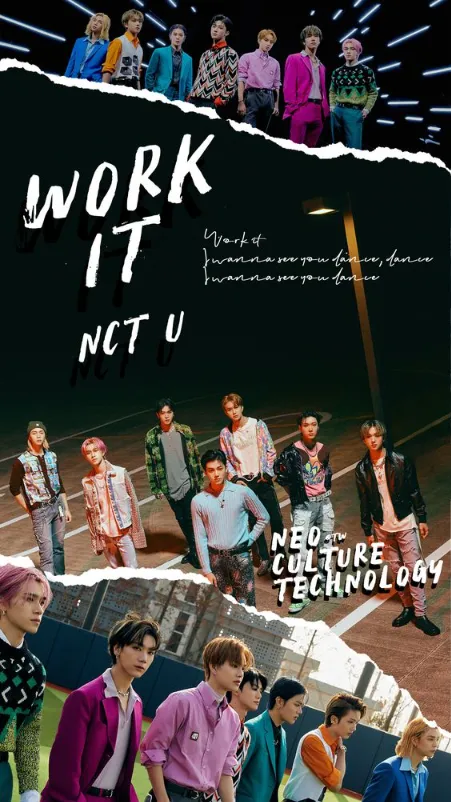 WORK
IT
NCT U
Work it
I wanna see you dance, dance
I wanna see you dance
NEO
CULTURE
TECHNOLOGY